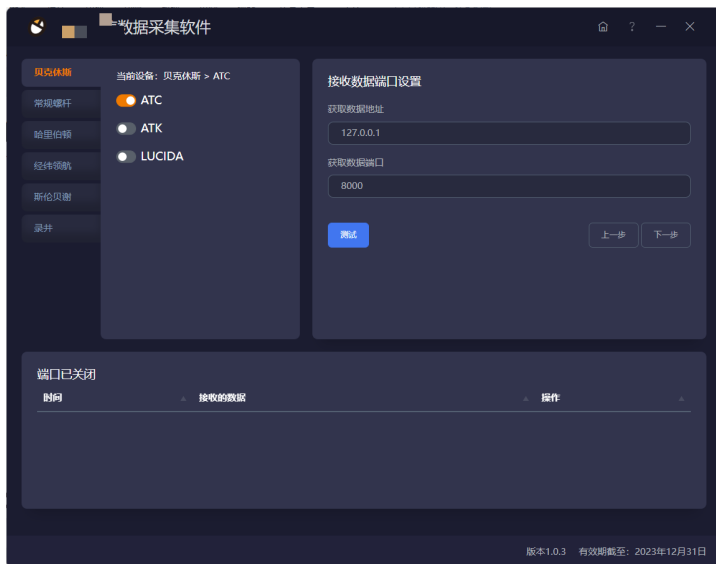 数据采集软件
?
贝克休斯
常规螺杆
哈里伯顿
经纬领航
斯伦贝谢
录井
当前设备：贝克休斯 > ATC
ATC
ATK
LUCIDA
接收数据端口设置
获取数据地址
127.0.0.1
获取数据端口
8000
测试
上一步
下一步
端口已关闭
时间
接收的数据
操作
版本1.0.3
有效期截至：2023年12月31日